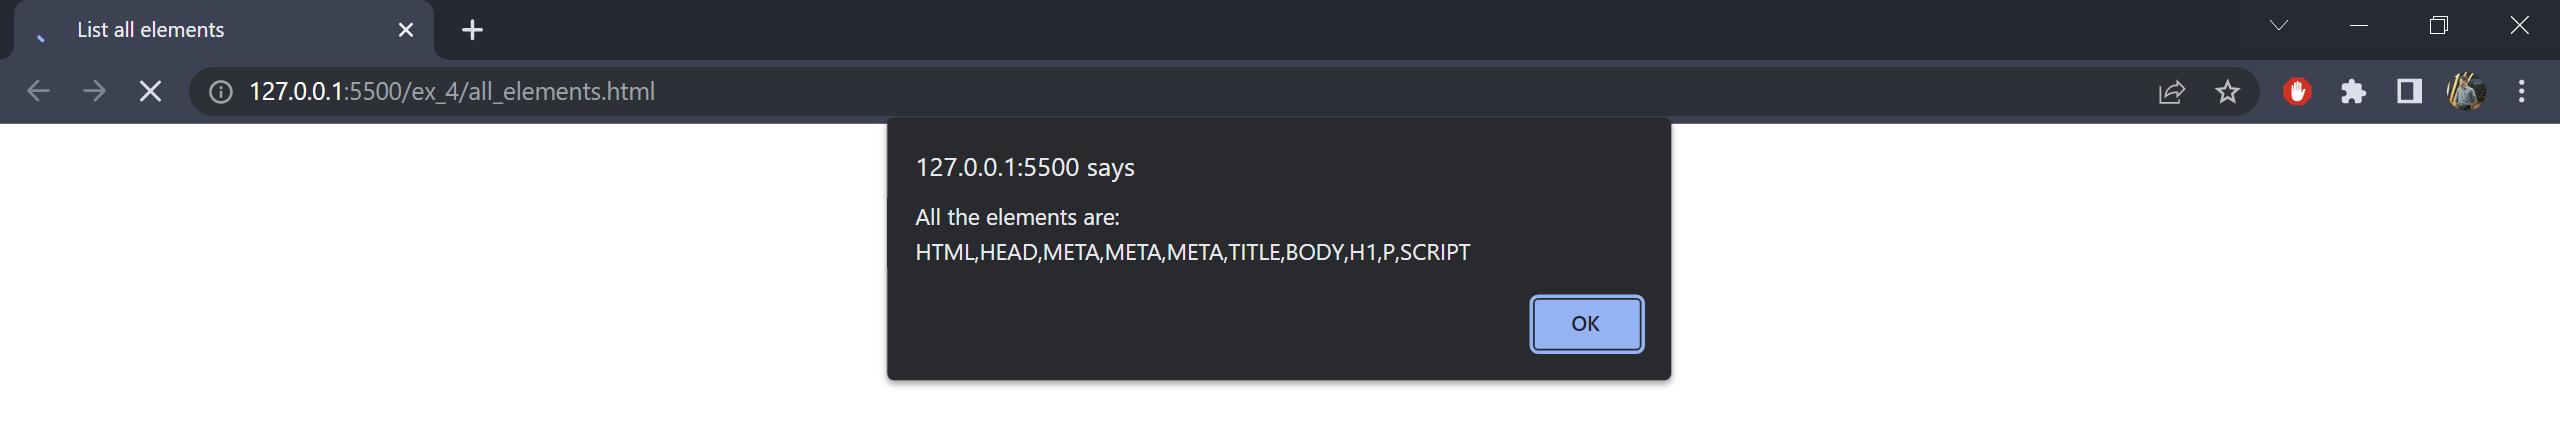 List all elements
127.0.0.1:5500/ex_4/all_elements.html
127.0.0.1:5500 says
All the elements are:
HTML,HEAD,META,META,META,TITLE,BODY,H1,P,SCRIPT
OK